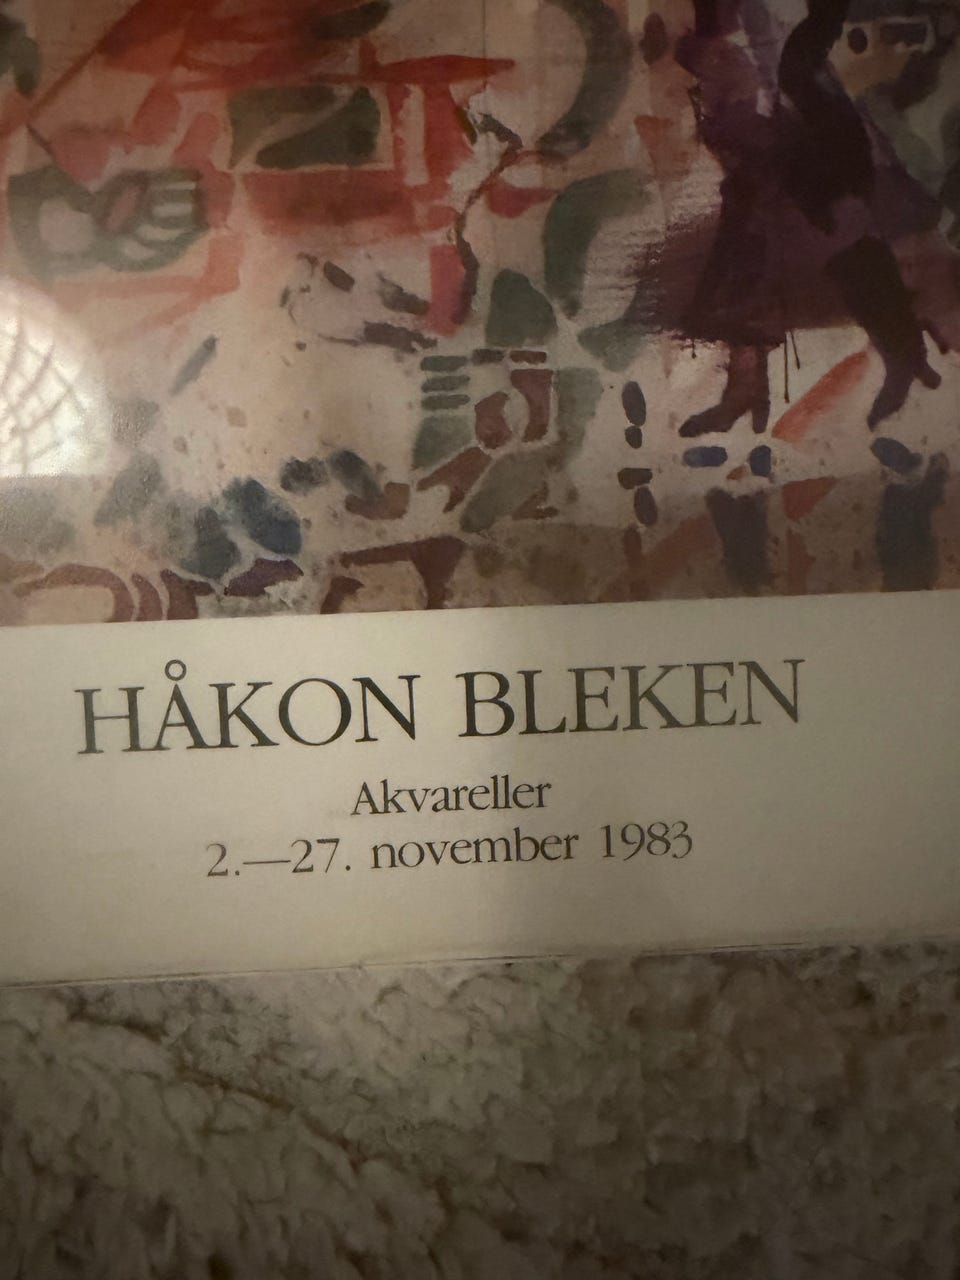 HÅKON BLEKEN
Akvareller
2.—27. november 1983